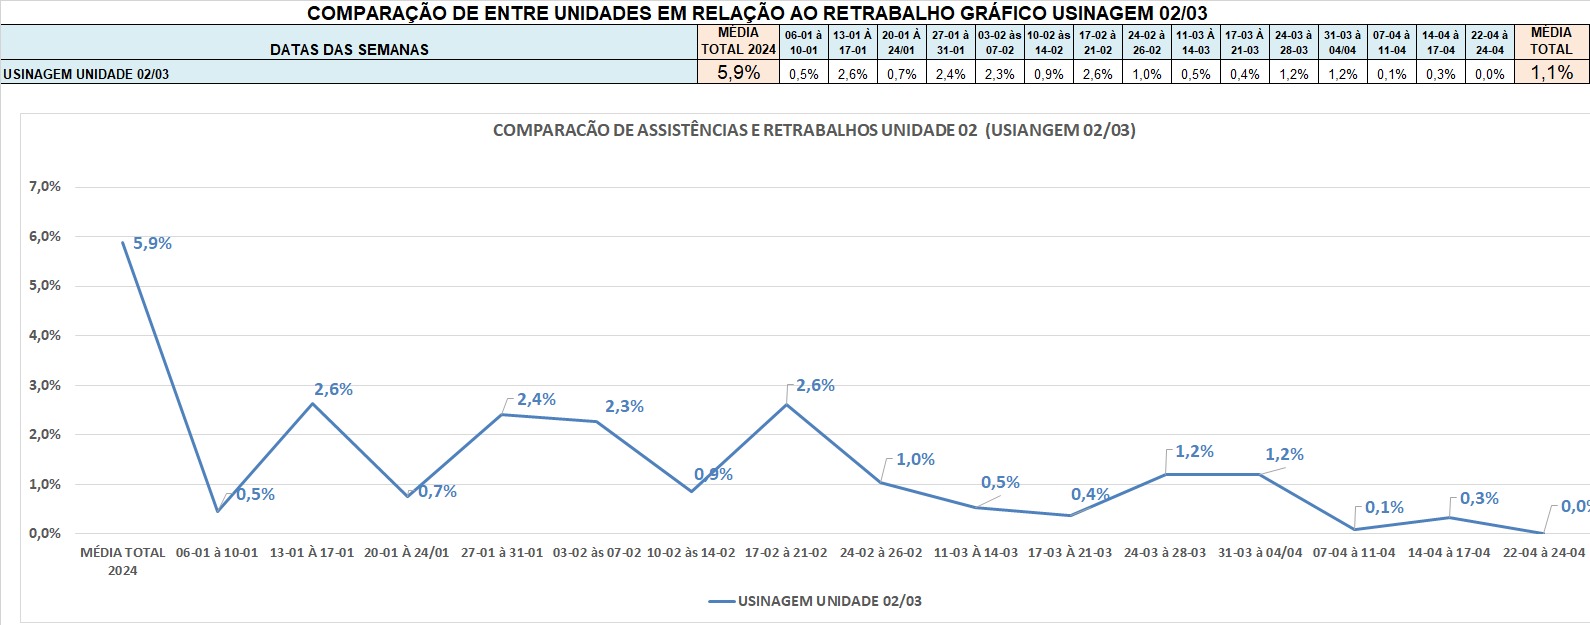 COMPARAÇÃO DE ENTRE UNIDADES EM RELAÇÃO AO RETRABALHO GRÁFICO USINAGEM 02/03
DATAS DAS SEMANAS
MÉDIA
TOTAL 2024
06-01 à
10-01
13-01 À
17-01
20-01 À
24/01
27-01 à
31-01
03-02 às
07-02
10-02 às
14-02
17-02 à
21-02
24-02 à
26-02
11-03 À
14-03
17-03 À
21-03
24-03 à
28-03
31-03 à
04/04
07-04 à
11-04
14-04 à
17-04
22-04 à
24-04
MÉDIA
TOTAL
USINAGEM UNIDADE 02/03 5,9% 0,5% 2,6% 0,7% 2,4% 2,3% 0,9% 2,6% 1,0% 0,5% 0,4% 1,2% 1,2% 0,1% 0,3% 0,0% 1,1%
COMPARACÃO DE ASSISTÊNCIAS E RETRABALHOS UNIDADE 02 (USIANGEM 02/03)
7,0%
6,0%
5,0%
4,0%
3,0%
2,0%
1,0%
0,0%
5,9%
0,5%
2,6%
0,7%
2,4%
2,3%
0,9%
2,6%
1,0%
0,5%
0,4%
1,2%
1,2%
0,1%
0,3%
0,0%
MÉDIA TOTAL
2024
06-01 à 10-01
13-01 À 17-01
20-01 À 24/01
27-01 à 31-01
03-02 às 07-02
10-02 às 14-02
17-02 à 21-02
24-02 à 26-02
11-03 À 14-03
17-03 À 21-03
24-03 à 28-03
31-03 à 04/04
07-04 à 11-04
14-04 à 17-04
22-04 à 24-04
USINAGEM UNIDADE 02/03